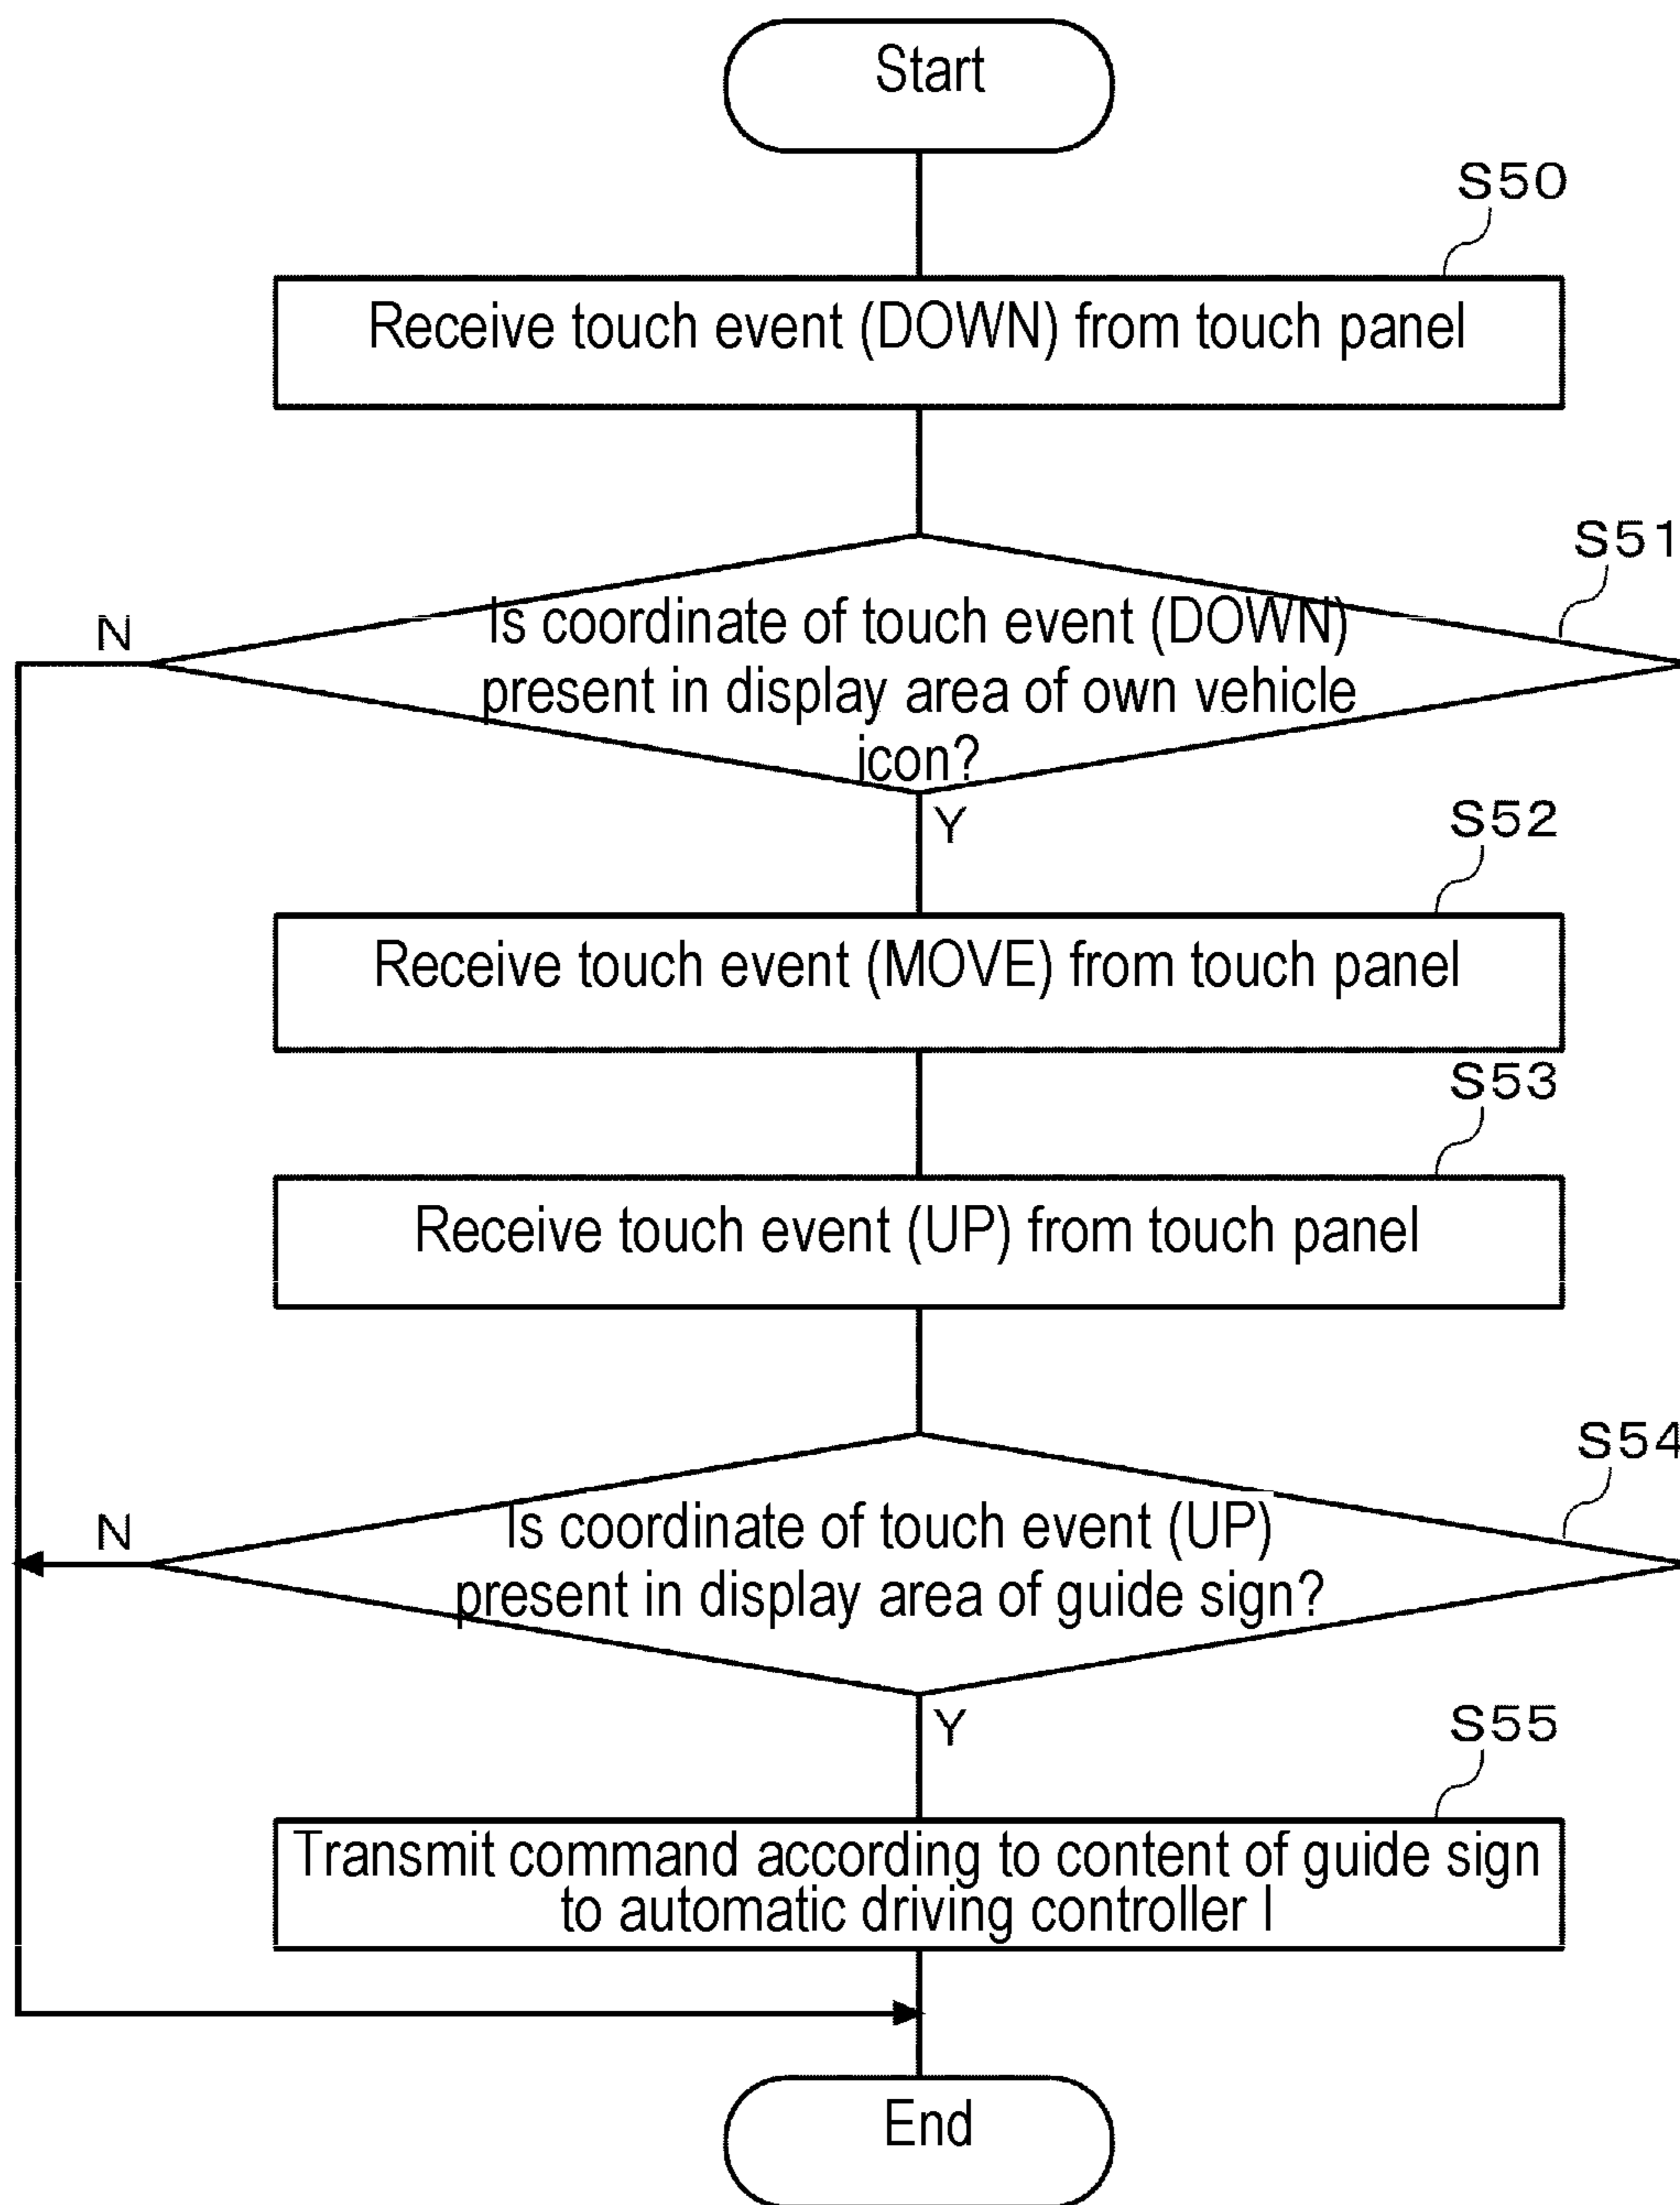 Start
S50
Receive touch event (DOWN) from touch panel
S51
N
Is coordinate of touch event (DOWN)
present in display area of own vehicle
icon?
Y
S52
Receive touch event (MOVE) from touch panel
S53
Receive touch event (UP) from touch panel
S54
N
Is coordinate of touch event (UP)
present in display area of guide sign?
Y
S55
Transmit command according to content of guide sign
to automatic driving controller I
End